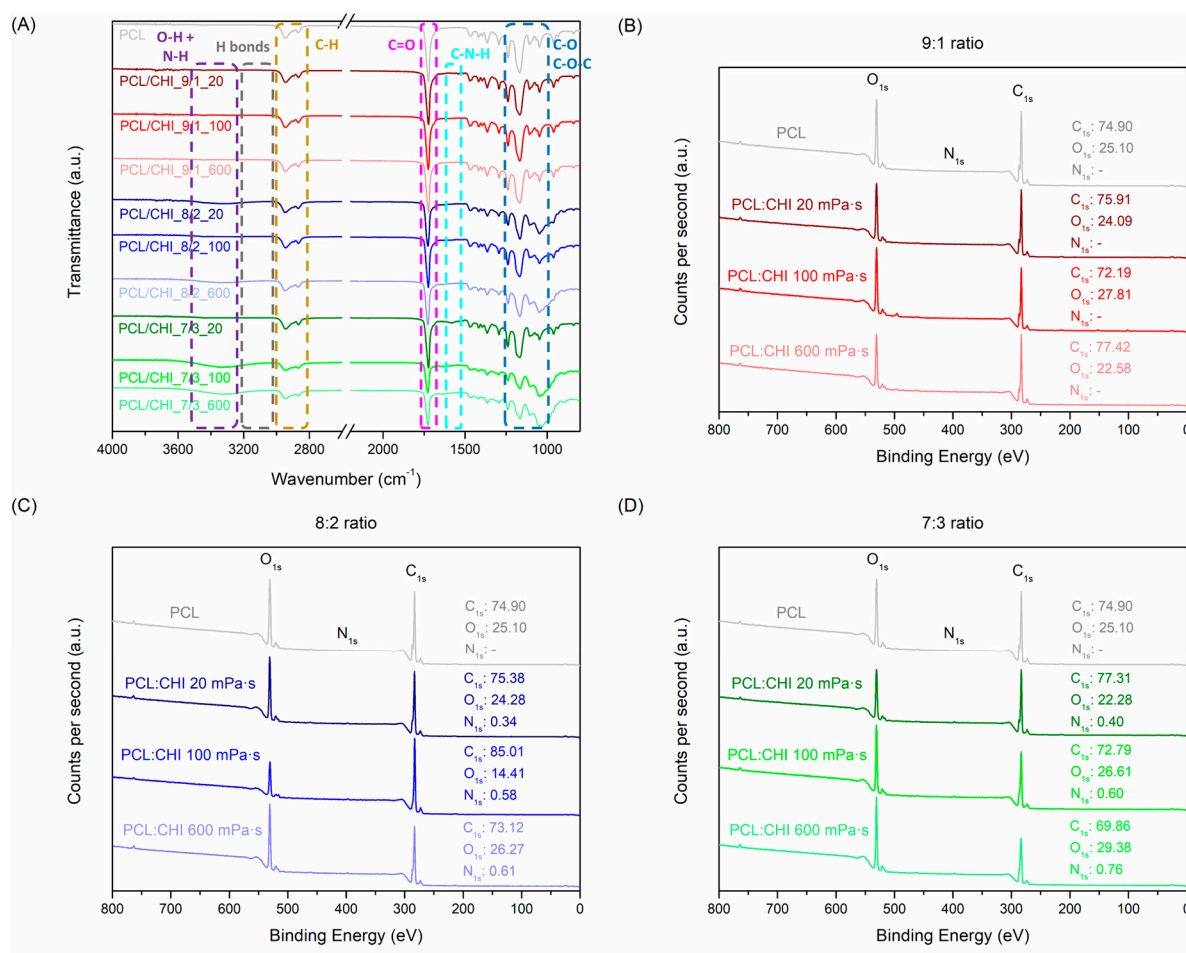 (A)
PCL
O-H +
N-H
H bonds
C-H
C=O
C-N-H
C-O
C-O-C
PCL/CHI_9/1_20
PCL/CHI_9/1_100
PCL/CHI_9/1_600
PCL/CHI_8/2_20
PCL/CHI_8/2_100
PCL/CHI_8/2_600
PCL/CHI_7/3_20
PCL/CHI_7/3_100
PCL/CHI_7/3_600
Transmittance (a.u.)
4000 3600 3200 2800 2000 1500 1000
Wavenumber (cm⁻¹)
(B)
9:1 ratio
O1s
C1s
N1s
PCL
C1s: 74.90
O1s: 25.10
N1s: -
PCL:CHI 20 mPa·s
C1s: 75.91
O1s: 24.09
N1s: -
PCL:CHI 100 mPa·s
C1s: 72.19
O1s: 27.81
N1s: -
PCL:CHI 600 mPa·s
C1s: 77.42
O1s: 22.58
N1s: -
Counts per second (a.u.)
800 700 600 500 400 300 200 100 0
Binding Energy (eV)
(C)
8:2 ratio
O1s
C1s
N1s
PCL
C1s: 74.90
O1s: 25.10
N1s: -
PCL:CHI 20 mPa·s
C1s: 75.38
O1s: 24.28
N1s: 0.34
PCL:CHI 100 mPa·s
C1s: 85.01
O1s: 14.41
N1s: 0.58
PCL:CHI 600 mPa·s
C1s: 73.12
O1s: 26.27
N1s: 0.61
Counts per second (a.u.)
800 700 600 500 400 300 200 100 0
Binding Energy (eV)
(D)
7:3 ratio
O1s
C1s
N1s
PCL
C1s: 74.90
O1s: 25.10
N1s: -
PCL:CHI 20 mPa·s
C1s: 77.31
O1s: 22.28
N1s: 0.40
PCL:CHI 100 mPa·s
C1s: 72.79
O1s: 26.61
N1s: 0.60
PCL:CHI 600 mPa·s
C1s: 69.86
O1s: 29.38
N1s: 0.76
Counts per second (a.u.)
800 700 600 500 400 300 200 100 0
Binding Energy (eV)